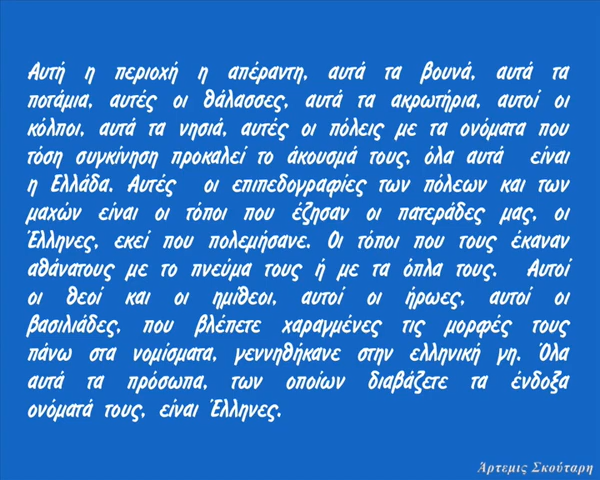 Αυτή η περιοχή η απέραντη, αυτά τα βουνά, αυτά τα
ποτάμια, αυτές οι θάλασσες, αυτά τα ακρωτήρια, αυτοί οι
κόλποι, αυτά τα νησιά, αυτές οι πόλεις με τα ονόματα που
τόση συγκίνηση προκαλεί το άκουσμά τους, όλα αυτά είναι
η Ελλάδα. Αυτές οι επιπεδογραφίες των πόλεων και των
μαχών είναι οι τόποι που έζησαν οι πατεράδες μας, οι
Έλληνες, εκεί που πολεμήσανε. Οι τόποι που τους έκαναν
αθάνατους με το πνεύμα τους ή με τα όπλα τους. Αυτοί
οι θεοί και οι ημίθεοι, αυτοί οι ήρωες, αυτοί οι
βασιλιάδες, που βλέπετε χαραγμένες τις μορφές τους
πάνω στα νομίσματα, γεννηθήκανε στην ελληνική γη. Όλα
αυτά τα πρόσωπα, των οποίων διαβάζετε τα ένδοξα
ονόματά τους, είναι Έλληνες.
Άρτεμις Σκούταρη